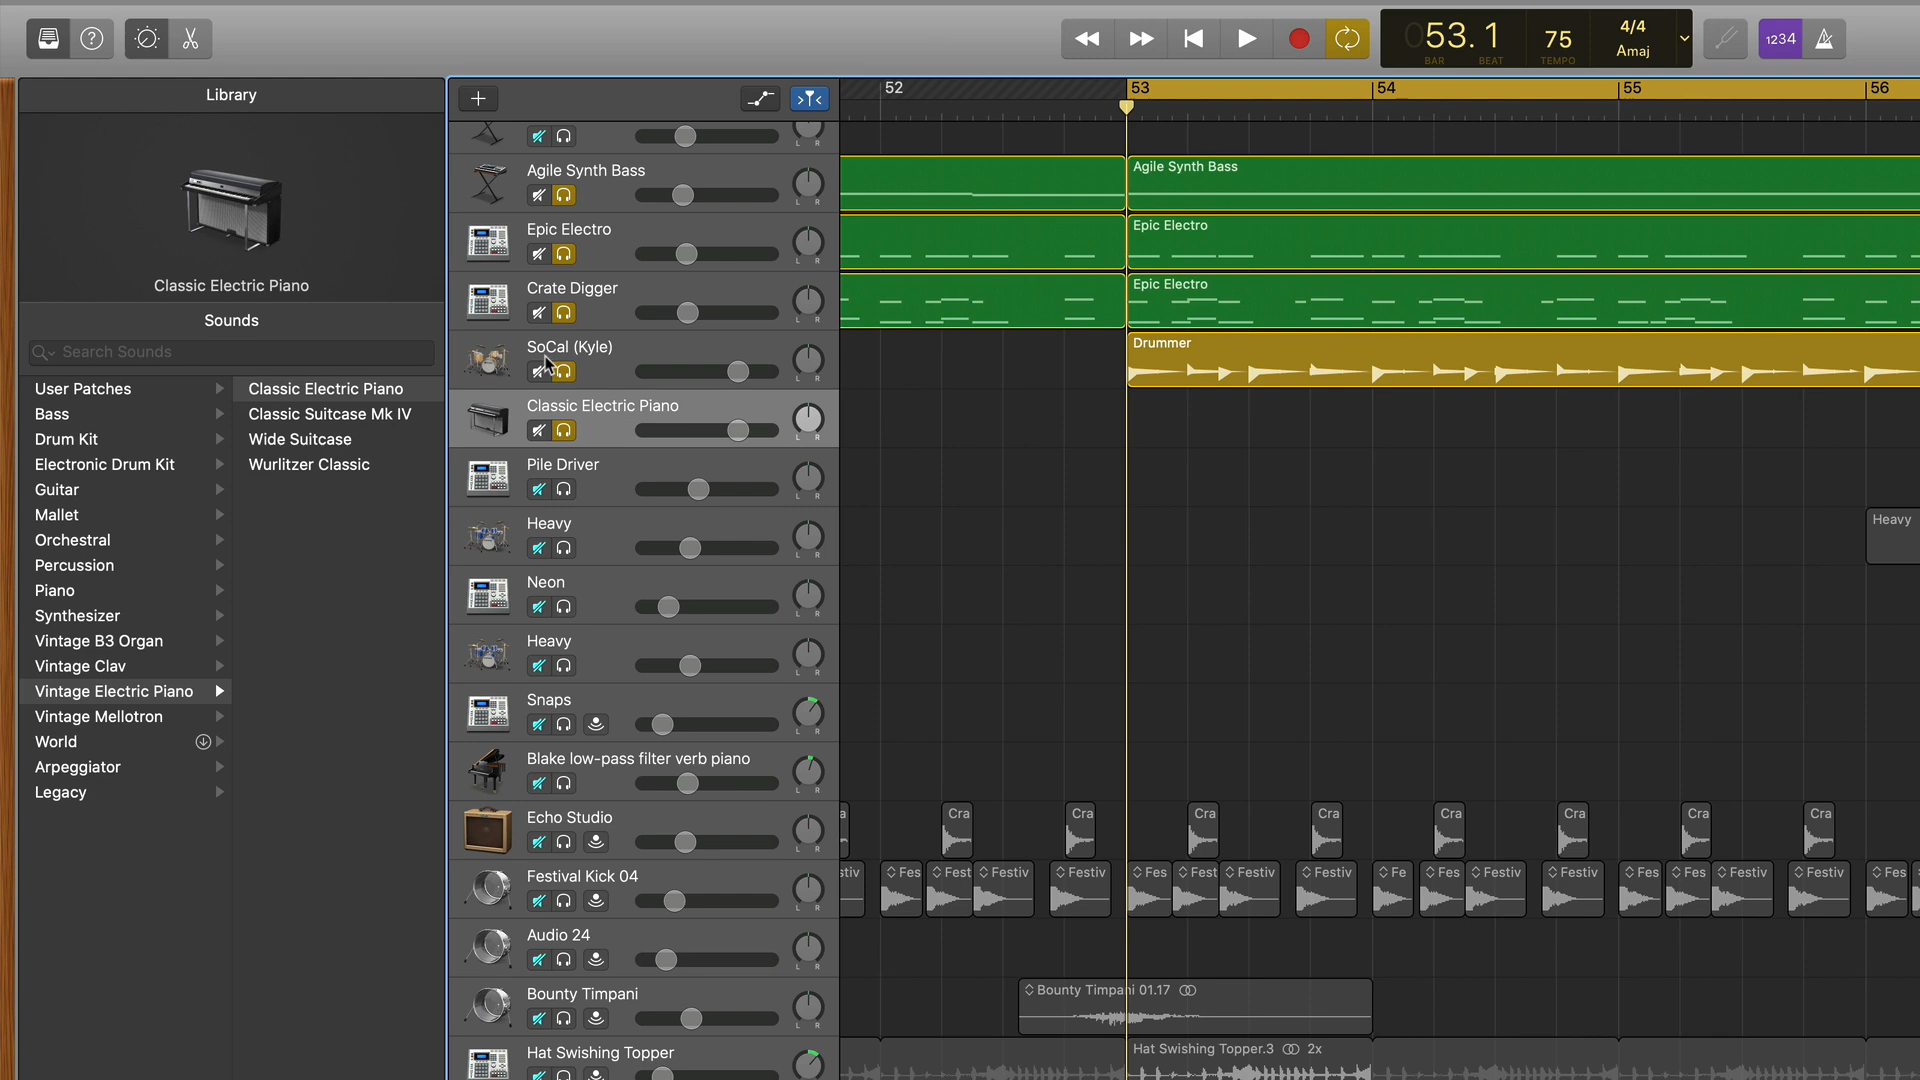 53.1
BAR
BEAT
75
TEMPO
4/4
Amaj
1234
Library
Classic Electric Piano
Sounds
Search Sounds
User Patches
Bass
Drum Kit
Electronic Drum Kit
Guitar
Mallet
Orchestral
Percussion
Piano
Synthesizer
Vintage B3 Organ
Vintage Clav
Vintage Electric Piano
Vintage Mellotron
World
Arpeggiator
Legacy
Classic Electric Piano
Classic Suitcase Mk IV
Wide Suitcase
Wurlitzer Classic
52
53
54
55
56
L R
Agile Synth Bass
L R
Agile Synth Bass
Epic Electro
L R
Epic Electro
Crate Digger
L R
Epic Electro
SoCal (Kyle)
L R
Drummer
Classic Electric Piano
L R
Pile Driver
L R
Heavy
L R
Heavy
Neon
L R
Heavy
L R
Snaps
L R
Blake low-pass filter verb piano
L R
Echo Studio
L R
a Cra Cra Cra Cra Cra Cra Cra Cra
Festival Kick 04
L R
stiv Fes Fest Festiv Festiv Fes Fest Festiv Festiv Fe Fes Festiv Festiv Fes Fes Festiv Festiv Fes
Audio 24
L R
Bounty Timpani
L R
Bounty Timpani 01.17
Hat Swishing Topper
L R
Hat Swishing Topper.3 2x